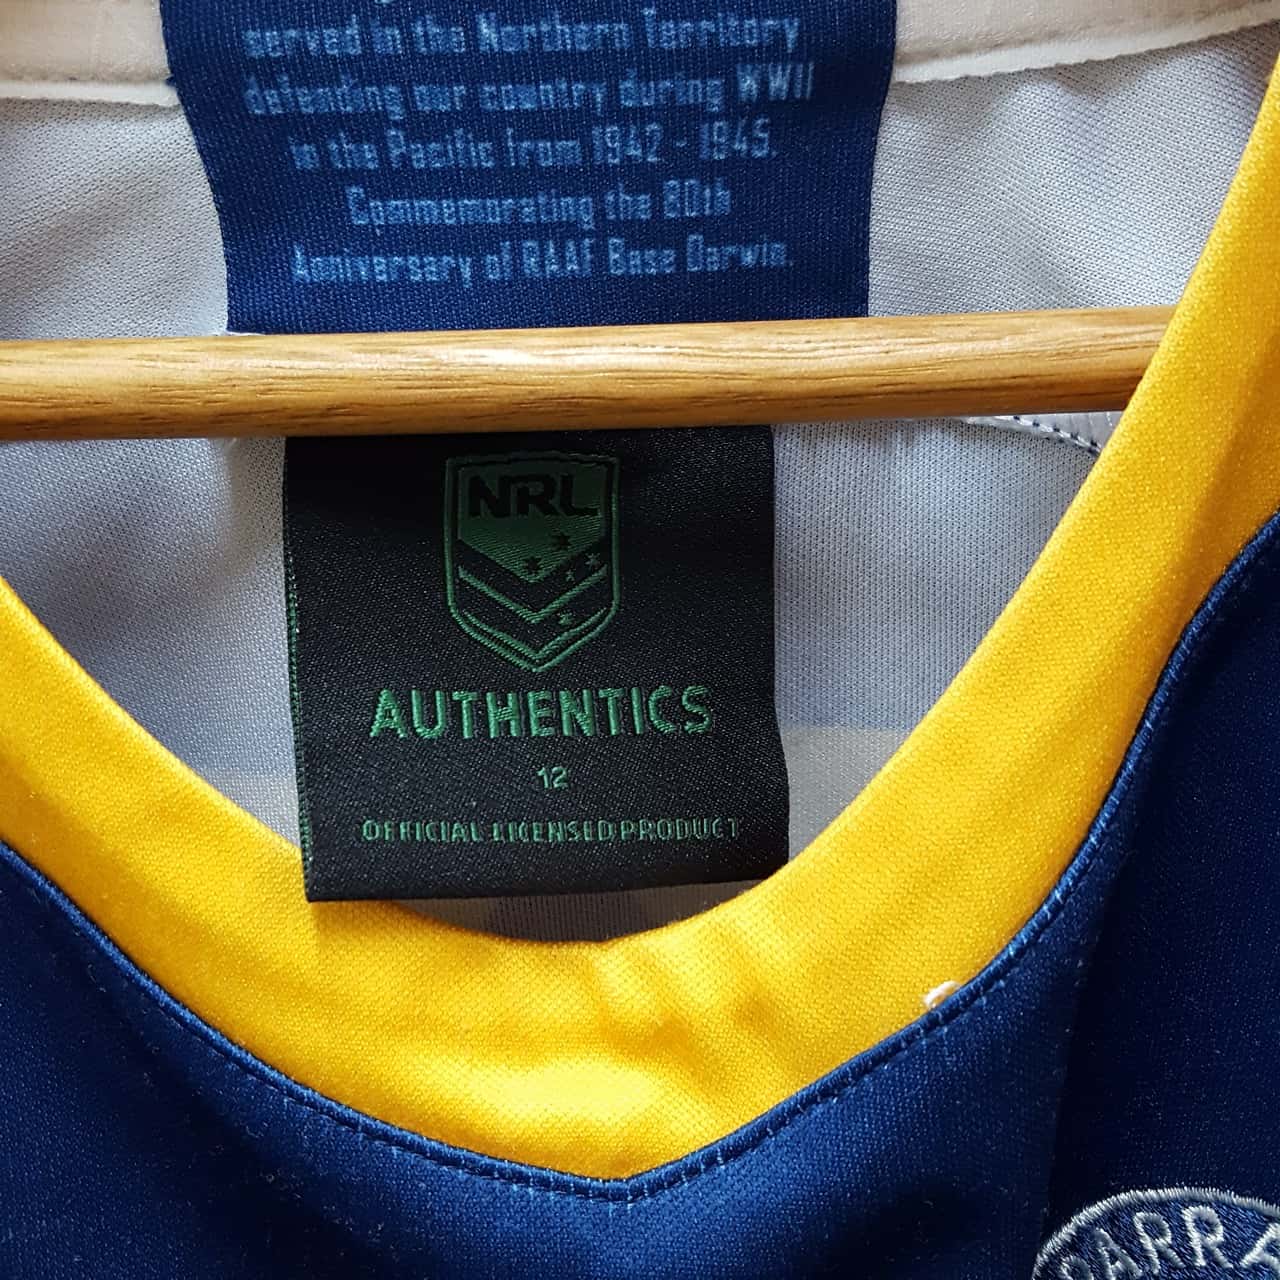 served in the Northern Territory
defending our country during WWII
in the Pacific from 1942 - 1945.
Commemorating the 80th
Anniversary of RAAF Base Darwin.
NRL
AUTHENTICS
12
OFFICIAL LICENSED PRODUCT
PARRA